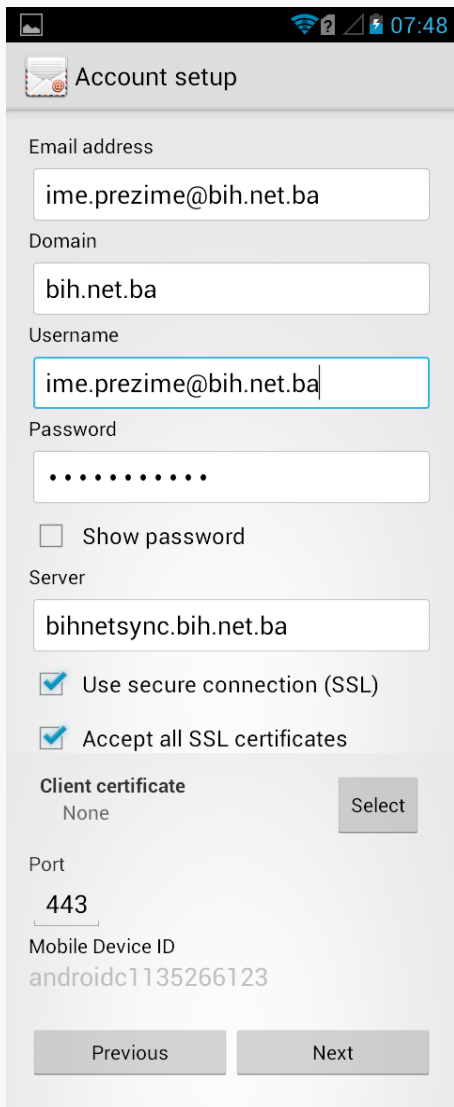 07:48
Account setup
Email address
ime.prezime@bih.net.ba
Domain
bih.net.ba
Username
ime.prezime@bih.net.ba
Password
•••••••••••
Show password
Server
bihnetsync.bih.net.ba
Use secure connection (SSL)
Accept all SSL certificates
Client certificate
None
Select
Port
443
Mobile Device ID
androidc1135266123
Previous Next